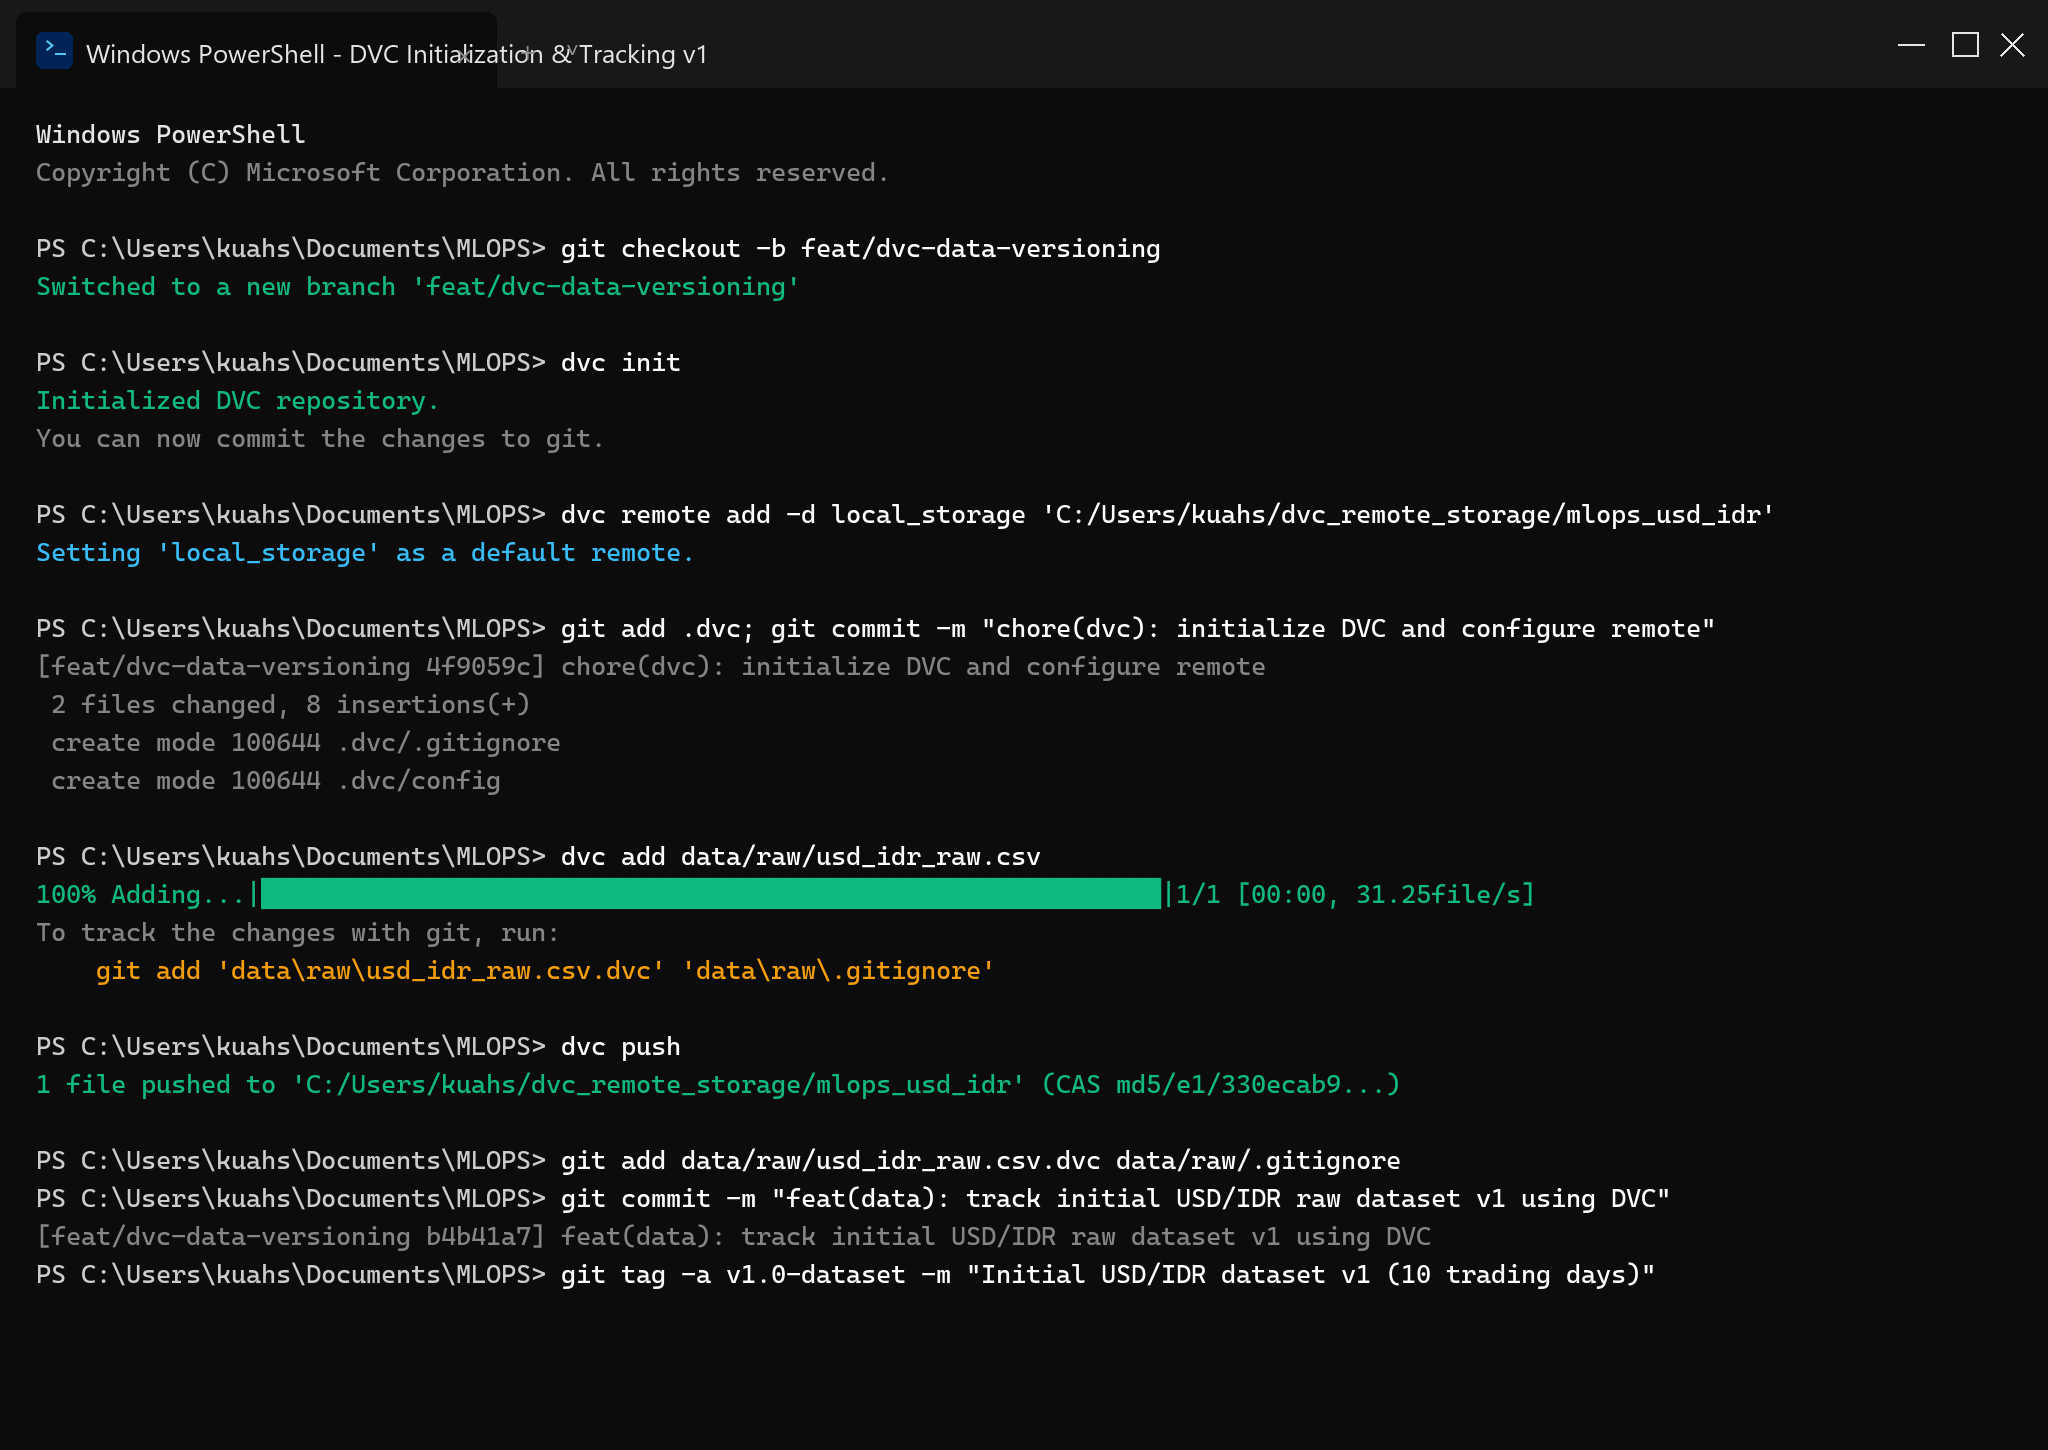 Windows PowerShell - DVC Initialization & Tracking v1
Windows PowerShell
Copyright (C) Microsoft Corporation. All rights reserved.
PS C:\Users\kuahs\Documents\MLOPS> git checkout -b feat/dvc-data-versioning
Switched to a new branch 'feat/dvc-data-versioning'
PS C:\Users\kuahs\Documents\MLOPS> dvc init
Initialized DVC repository.
You can now commit the changes to git.
PS C:\Users\kuahs\Documents\MLOPS> dvc remote add -d local_storage 'C:/Users/kuahs/dvc_remote_storage/mlops_usd_idr'
Setting 'local_storage' as a default remote.
PS C:\Users\kuahs\Documents\MLOPS> git add .dvc; git commit -m "chore(dvc): initialize DVC and configure remote"
[feat/dvc-data-versioning 4f9059c] chore(dvc): initialize DVC and configure remote
 2 files changed, 8 insertions(+)
 create mode 100644 .dvc/.gitignore
 create mode 100644 .dvc/config
PS C:\Users\kuahs\Documents\MLOPS> dvc add data/raw/usd_idr_raw.csv
100% Adding...|██████████████████████████████|1/1 [00:00, 31.25file/s]
To track the changes with git, run:
    git add 'data\raw\usd_idr_raw.csv.dvc' 'data\raw\.gitignore'
PS C:\Users\kuahs\Documents\MLOPS> dvc push
1 file pushed to 'C:/Users/kuahs/dvc_remote_storage/mlops_usd_idr' (CAS md5/e1/330ecab9...)
PS C:\Users\kuahs\Documents\MLOPS> git add data/raw/usd_idr_raw.csv.dvc data/raw/.gitignore
PS C:\Users\kuahs\Documents\MLOPS> git commit -m "feat(data): track initial USD/IDR raw dataset v1 using DVC"
[feat/dvc-data-versioning b4b41a7] feat(data): track initial USD/IDR raw dataset v1 using DVC
PS C:\Users\kuahs\Documents\MLOPS> git tag -a v1.0-dataset -m "Initial USD/IDR dataset v1 (10 trading days)"